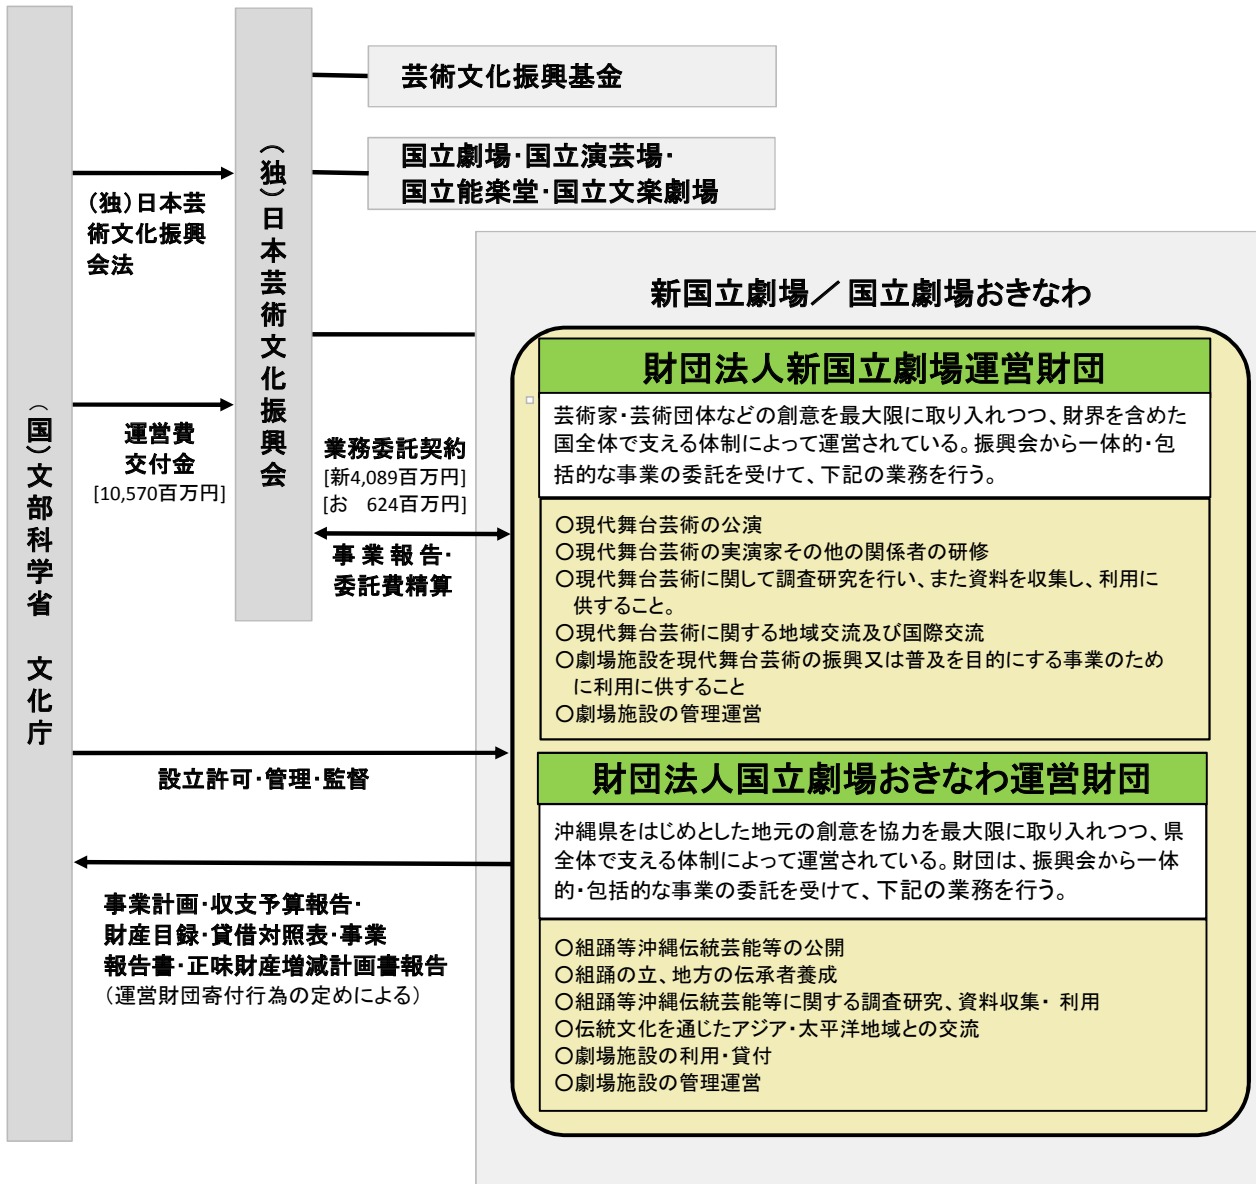 (国)文部科学省 文化庁
(独)日本芸術文化振興会
芸術文化振興基金
国立劇場・国立演芸場・
国立能楽堂・国立文楽劇場
(独)日本芸
術文化振興
会法
運営費
交付金
[10,570百万円]
業務委託契約
[新4,089百万円]
[お 624百万円]
事業報告・
委託費精算
設立許可・管理・監督
事業計画・収支予算報告・
財産目録・貸借対照表・事業
報告書・正味財産増減計画書報告
(運営財団寄付行為の定めによる)
新国立劇場/国立劇場おきなわ
財団法人新国立劇場運営財団
芸術家・芸術団体などの創意を最大限に取り入れつつ、財界を含めた
国全体で支える体制によって運営されている。振興会から一体的・包
括的な事業の委託を受けて、下記の業務を行う。
○現代舞台芸術の公演
○現代舞台芸術の実演家その他の関係者の研修
○現代舞台芸術に関して調査研究を行い、また資料を収集し、利用に
供すること。
○現代舞台芸術に関する地域交流及び国際交流
○劇場施設を現代舞台芸術の振興又は普及を目的にする事業のため
に利用に供すること
○劇場施設の管理運営
財団法人国立劇場おきなわ運営財団
沖縄県をはじめとした地元の創意を協力を最大限に取り入れつつ、県
全体で支える体制によって運営されている。財団は、振興会から一体
的・包括的な事業の委託を受けて、下記の業務を行う。
○組踊等沖縄伝統芸能等の公開
○組踊の立、地方の伝承者養成
○組踊等沖縄伝統芸能等に関する調査研究、資料収集・ 利用
○伝統文化を通じたアジア・太平洋地域との交流
○劇場施設の利用・貸付
○劇場施設の管理運営